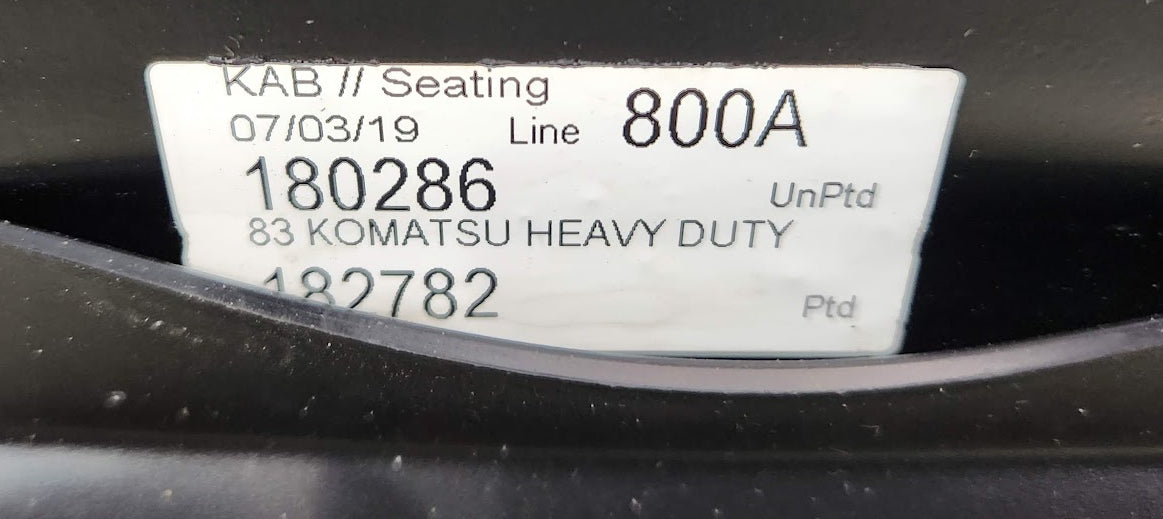 KAB // Seating
07/03/19 Line 800A
180286 UnPtd
83 KOMATSU HEAVY DUTY
182782 Ptd